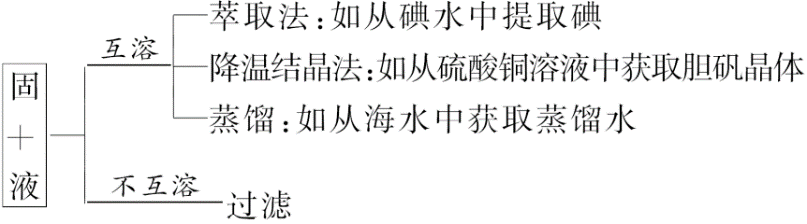 固+液
互溶
萃取法:如从碘水中提取碘
降温结晶法:如从硫酸铜溶液中获取胆矾晶体
蒸馏:如从海水中获取蒸馏水
不互溶
过滤